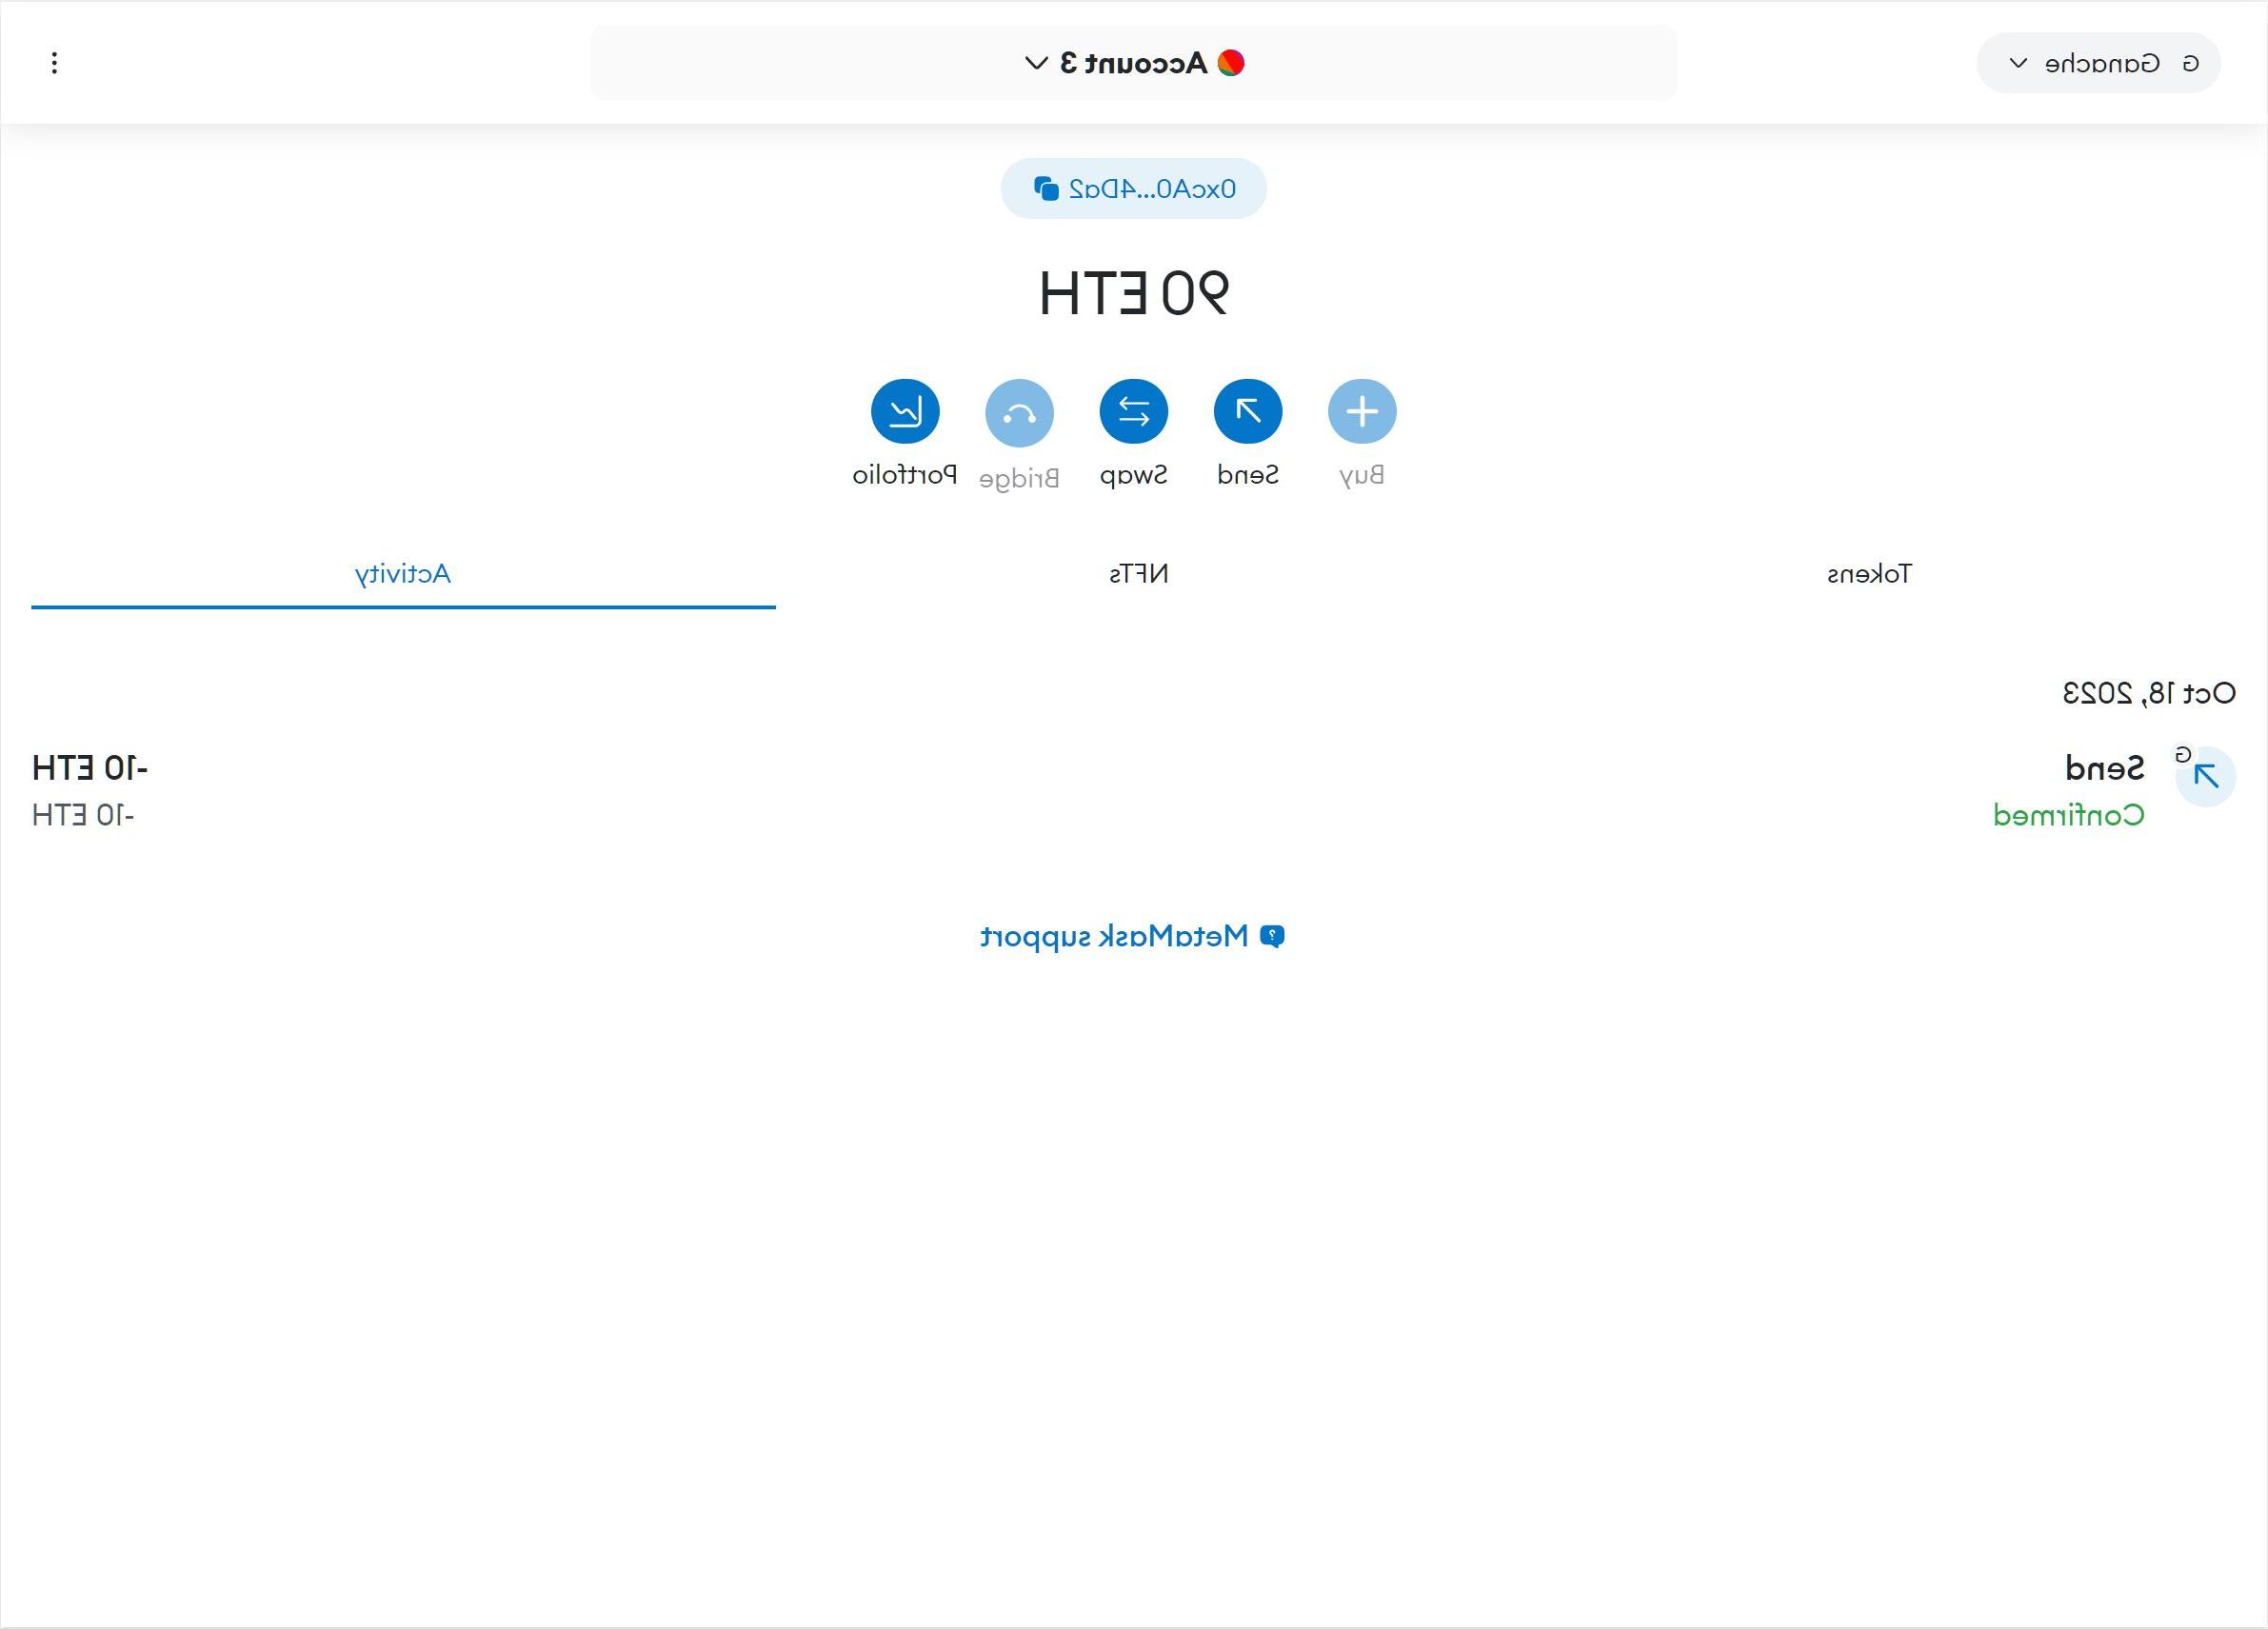 G Ganache
Account 3
0xcA0...4Da2
90 ETH
Buy
Send
Swap
Bridge
Portfolio
Tokens
NFTs
Activity
Oct 18, 2023
G
Send
-10 ETH
Confirmed
-10 ETH
MetaMask support